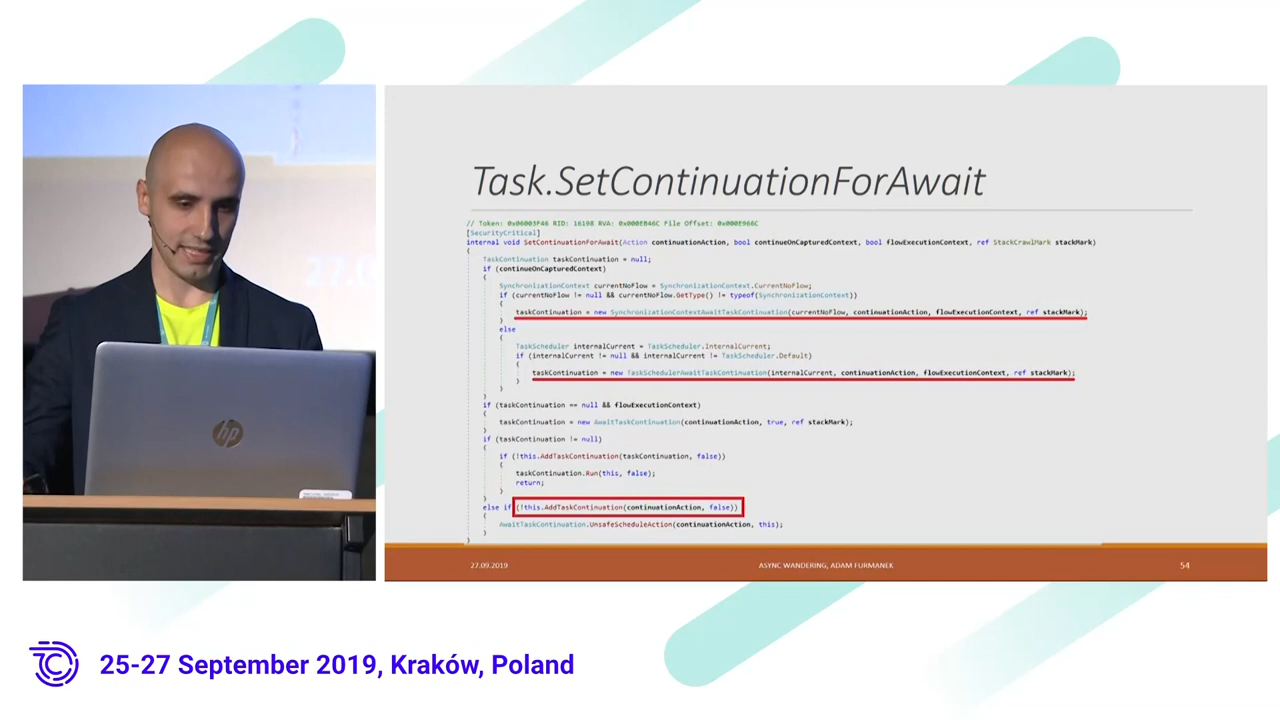 Task.SetContinuationForAwait
// Token: 0x06003F46 RID: 16198 RVA: 0x000EB46C File Offset: 0x000E966C
[SecurityCritical]
internal void SetContinuationForAwait(Action continuationAction, bool continueOnCapturedContext, bool flowExecutionContext, ref StackCrawlMark stackMark)
{
TaskContinuation taskContinuation = null;
if (continueOnCapturedContext)
{
SynchronizationContext currentNoFlow = SynchronizationContext.CurrentNoFlow;
if (currentNoFlow != null && currentNoFlow.GetType() != typeof(SynchronizationContext))
{
taskContinuation = new SynchronizationContextAwaitTaskContinuation(currentNoFlow, continuationAction, flowExecutionContext, ref stackMark);
}
else
{
TaskScheduler internalCurrent = TaskScheduler.InternalCurrent;
if (internalCurrent != null && internalCurrent != TaskScheduler.Default)
{
taskContinuation = new TaskSchedulerAwaitTaskContinuation(internalCurrent, continuationAction, flowExecutionContext, ref stackMark);
}
}
}
if (taskContinuation == null && flowExecutionContext)
{
taskContinuation = new AwaitTaskContinuation(continuationAction, true, ref stackMark);
}
if (taskContinuation != null)
{
if (!this.AddTaskContinuation(taskContinuation, false))
{
taskContinuation.Run(this, false);
return;
}
}
else if (!this.AddTaskContinuation(continuationAction, false))
{
AwaitTaskContinuation.UnsafeScheduleAction(continuationAction, this);
}
}
27.09.2019
ASYNC WANDERING, ADAM FURMANEK
54
hp
25-27 September 2019, Kraków, Poland